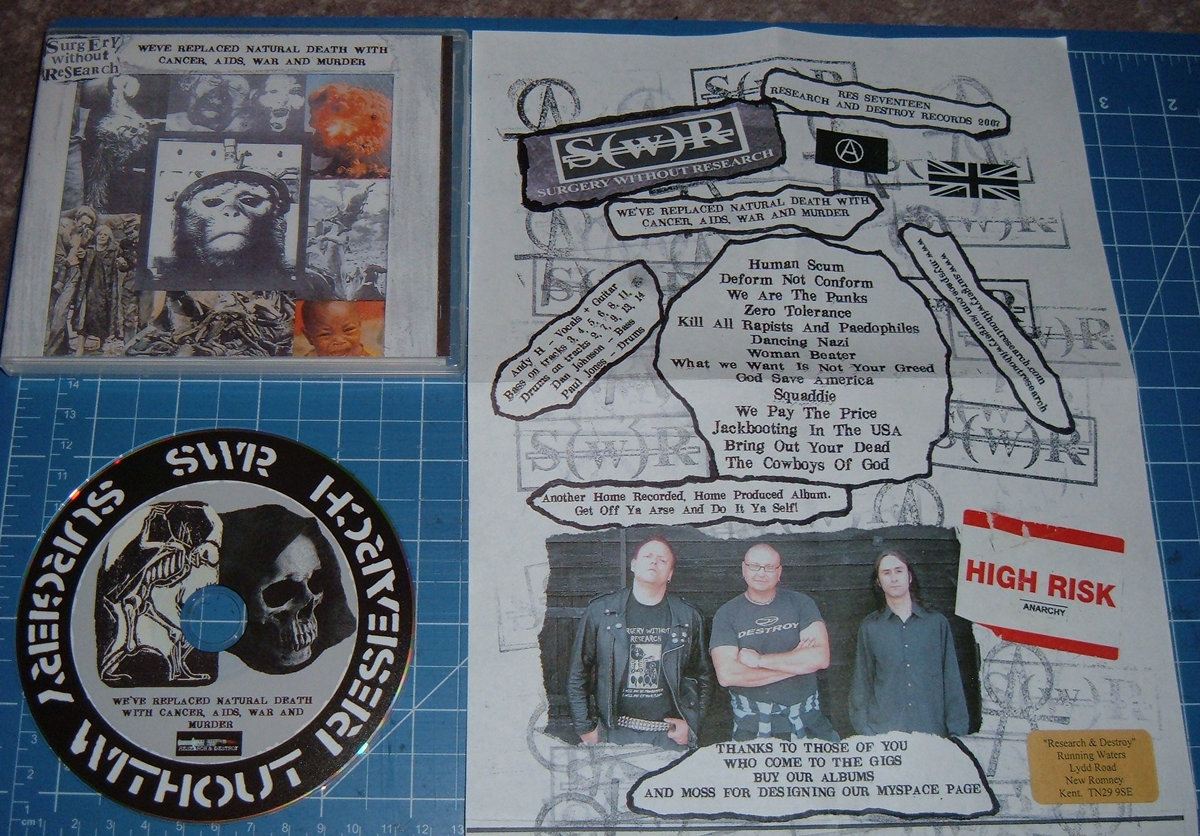 SURGERY
WITHOUT
RESEARCH
WE'VE REPLACED NATURAL DEATH WITH
CANCER, AIDS, WAR AND MURDER
RES SEVENTEEN
RESEARCH AND DESTROY RECORDS 2007
S(W)R
SURGERY WITHOUT RESEARCH
WE'VE REPLACED NATURAL DEATH WITH
CANCER, AIDS, WAR AND MURDER
www.surgerywithoutresearch.com
www.myspace.com/surgerywithoutresearch
Andy H - Vocals + Guitar
Bass on tracks 3, 4, 5, 6, 8, 11,
Drums on tracks 2, 7, 9, 13, 14
Dan Johnson - Bass
Paul Jones - Drums
Human Scum
Deform Not Conform
We Are The Punks
Zero Tolerance
Kill All Rapists And Paedophiles
Dancing Nazi
Woman Beater
What we Want Is Not Your Greed
God Save America
Squaddie
We Pay The Price
Jackbooting In The USA
Bring Out Your Dead
The Cowboys Of God
Another Home Recorded, Home Produced Album.
Get Off Ya Arse And Do It Ya Self!
SURGERY WITHOUT
RESEARCH
DESTROY
HIGH RISK
ANARCHY
THANKS TO THOSE OF YOU
WHO COME TO THE GIGS
BUY OUR ALBUMS
AND MOSS FOR DESIGNING OUR MYSPACE PAGE
"Research & Destroy"
Running Waters
Lydd Road
New Romney
Kent. TN29 9SE
SWR
SURGERY WITHOUT RESEARCH
WE'VE REPLACED NATURAL DEATH
WITH CANCER, AIDS, WAR AND
MURDER
RESEARCH & DESTROY